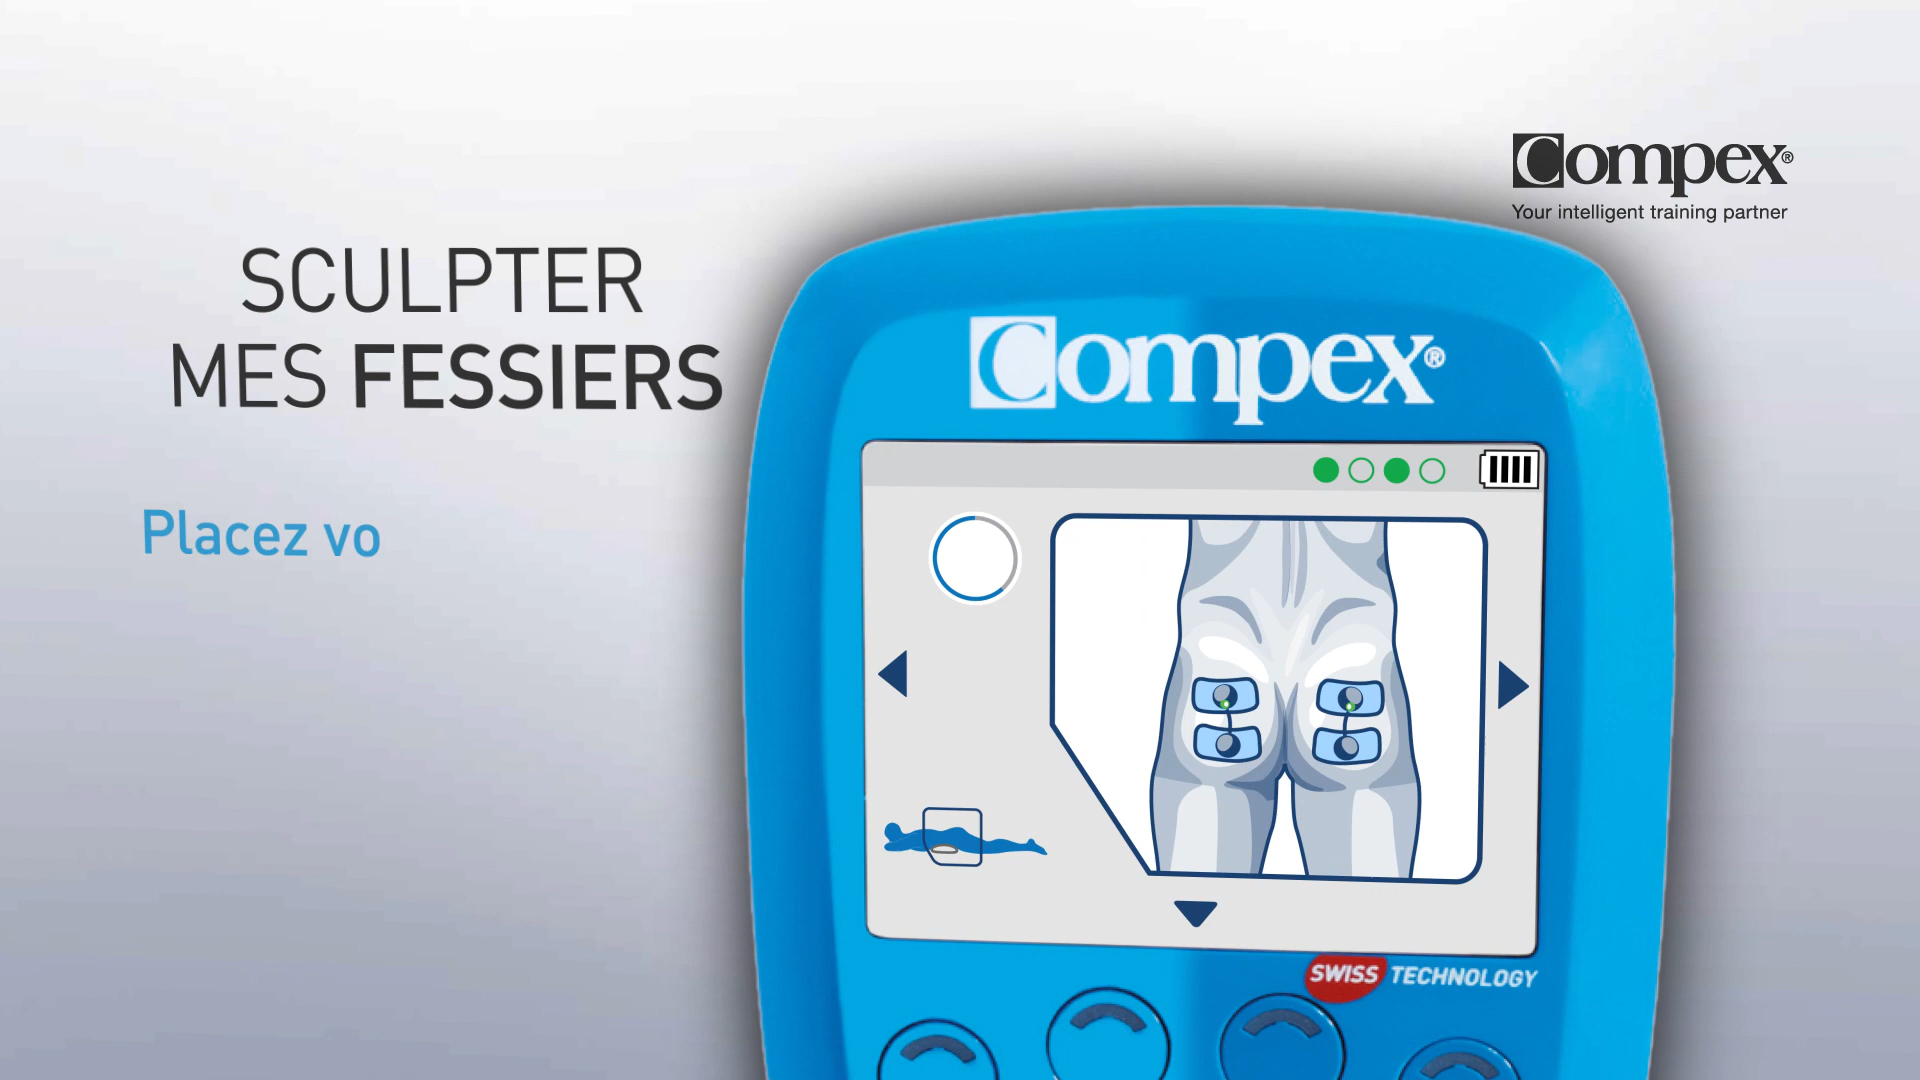 Compex®
Your intelligent training partner
SCULPTER
MES FESSIERS
Placez vo
Compex®
SWISS TECHNOLOGY